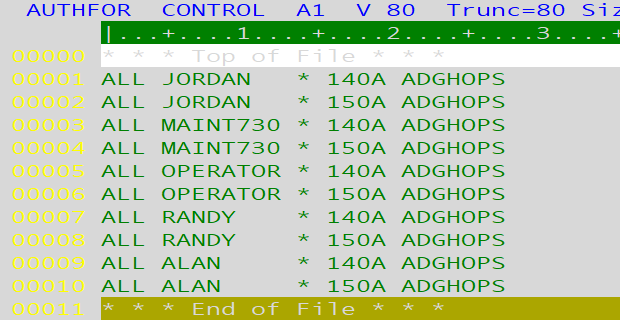 AUTHFOR CONTROL A1 V 80 Trunc=80 Siz
|...+....1....+....2....+....3....+
00000 * * * Top of File * * *
00001 ALL JORDAN * 140A ADGHOPS
00002 ALL JORDAN * 150A ADGHOPS
00003 ALL MAINT730 * 140A ADGHOPS
00004 ALL MAINT730 * 150A ADGHOPS
00005 ALL OPERATOR * 140A ADGHOPS
00006 ALL OPERATOR * 150A ADGHOPS
00007 ALL RANDY * 140A ADGHOPS
00008 ALL RANDY * 150A ADGHOPS
00009 ALL ALAN * 140A ADGHOPS
00010 ALL ALAN * 150A ADGHOPS
00011 * * * End of File * * *